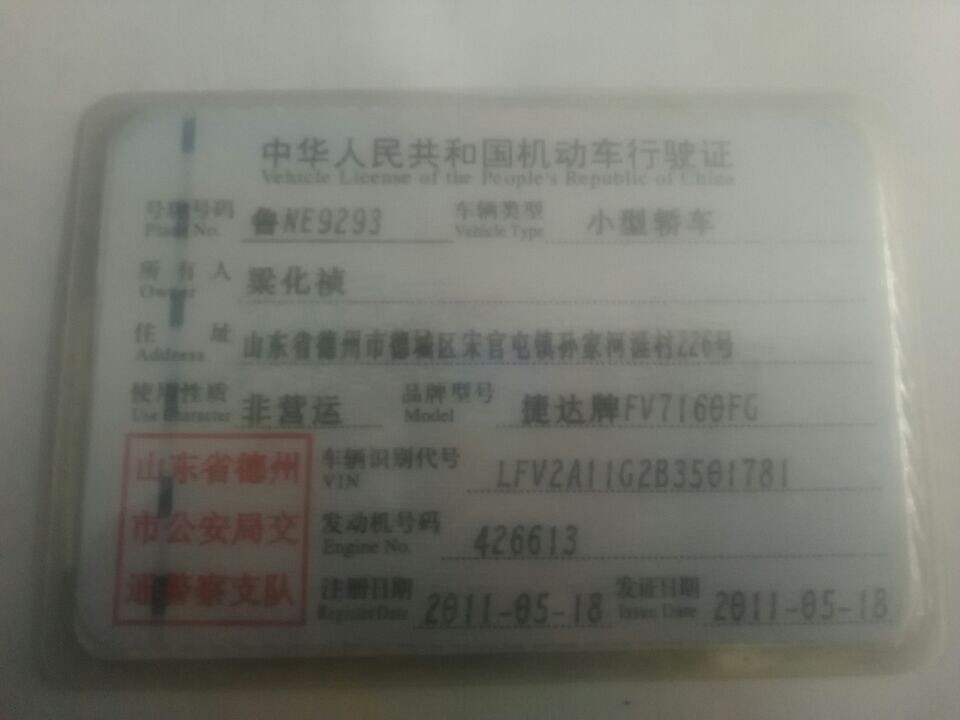 中华人民共和国机动车行驶证
Vehicle License of the People's Republic of China
号牌号码 鲁NE9293 车辆类型 小型轿车
Plate No. Vehicle Type
所有人 梁化祯
Owner
住址 山东省德州市德城区宋官屯镇孙家河涯村226号
Address
使用性质 非营运 品牌型号 捷达牌FV7160FG
Use Character Model
山东省德州 车辆识别代号 LFV2A11G2B3501781
VIN
市公安局交 发动机号码 426613
Engine No.
通警察支队 注册日期 2011-05-18 发证日期 2011-05-18
Register Date Issue Date